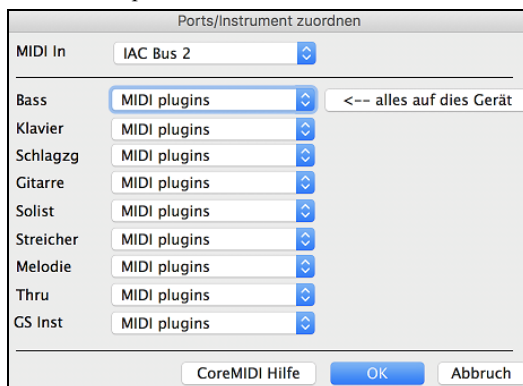 Ports/Instrument zuordnen
MIDI In IAC Bus 2
Bass MIDI plugins <-- alles auf dies Gerät
Klavier MIDI plugins
Schlagzg MIDI plugins
Gitarre MIDI plugins
Solist MIDI plugins
Streicher MIDI plugins
Melodie MIDI plugins
Thru MIDI plugins
GS Inst MIDI plugins
CoreMIDI Hilfe OK Abbruch